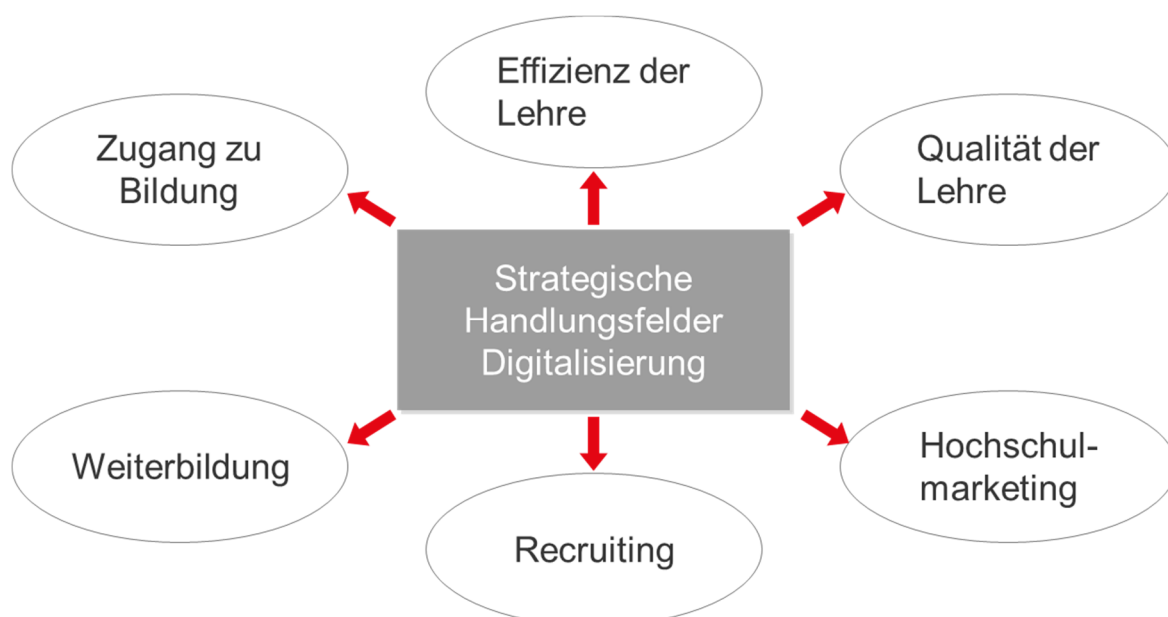 Effizienz der
Lehre
Zugang zu
Bildung
Qualität der
Lehre
Strategische
Handlungsfelder
Digitalisierung
Weiterbildung
Hochschul-
marketing
Recruiting